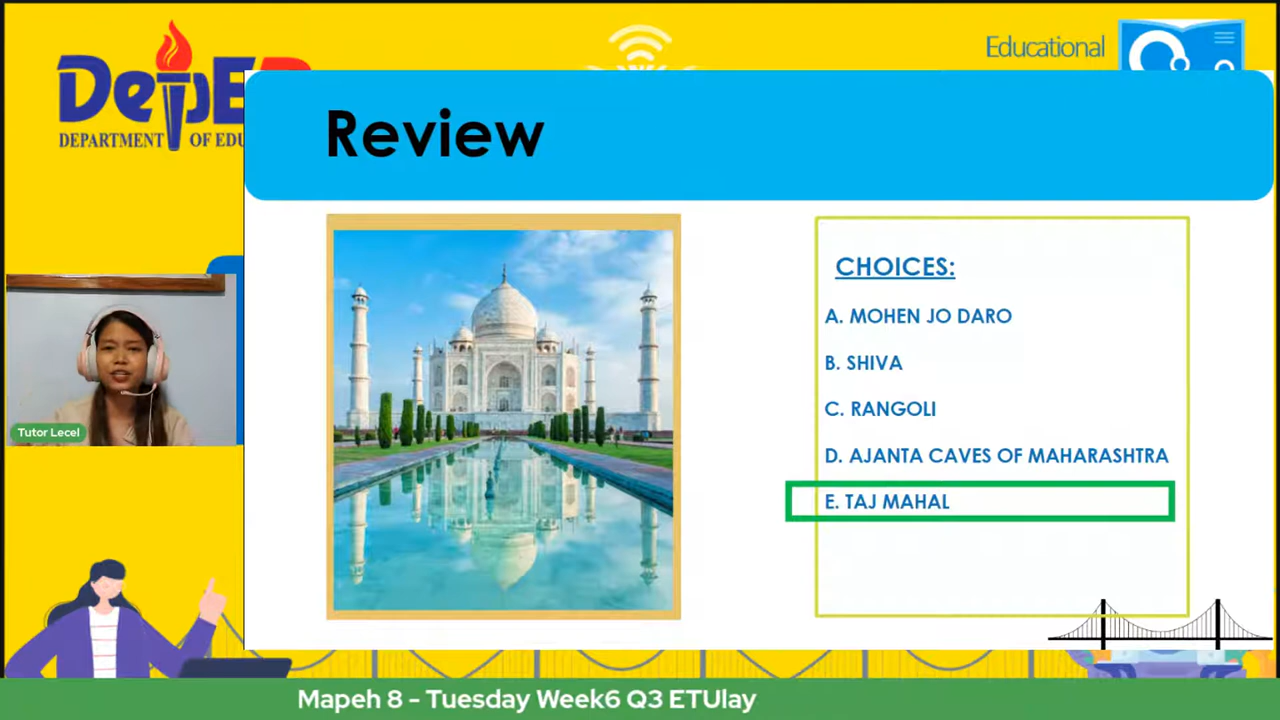 DepE
DEPARTMENT OF EDU
Educational
Review
CHOICES:
A. MOHEN JO DARO
B. SHIVA
C. RANGOLI
D. AJANTA CAVES OF MAHARASHTRA
E. TAJ MAHAL
Tutor Lecel
Mapeh 8 - Tuesday Week6 Q3 ETUlay